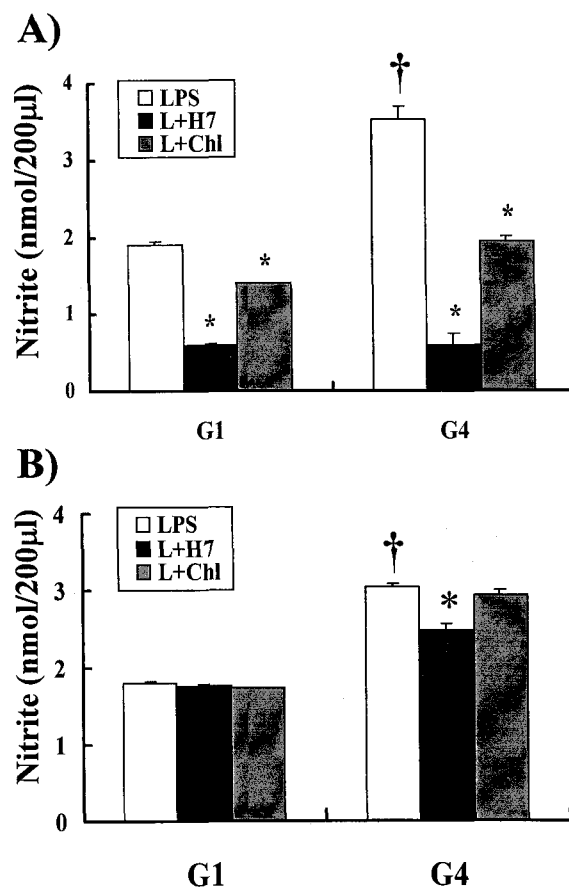 A)
Nitrite (nmol/200µl)
4
3
2
1
0
LPS
L+H7
L+Chl
†
*
*
*
*
G1
G4
B)
Nitrite (nmol/200µl)
4
3
2
1
0
LPS
L+H7
L+Chl
†
*
G1
G4